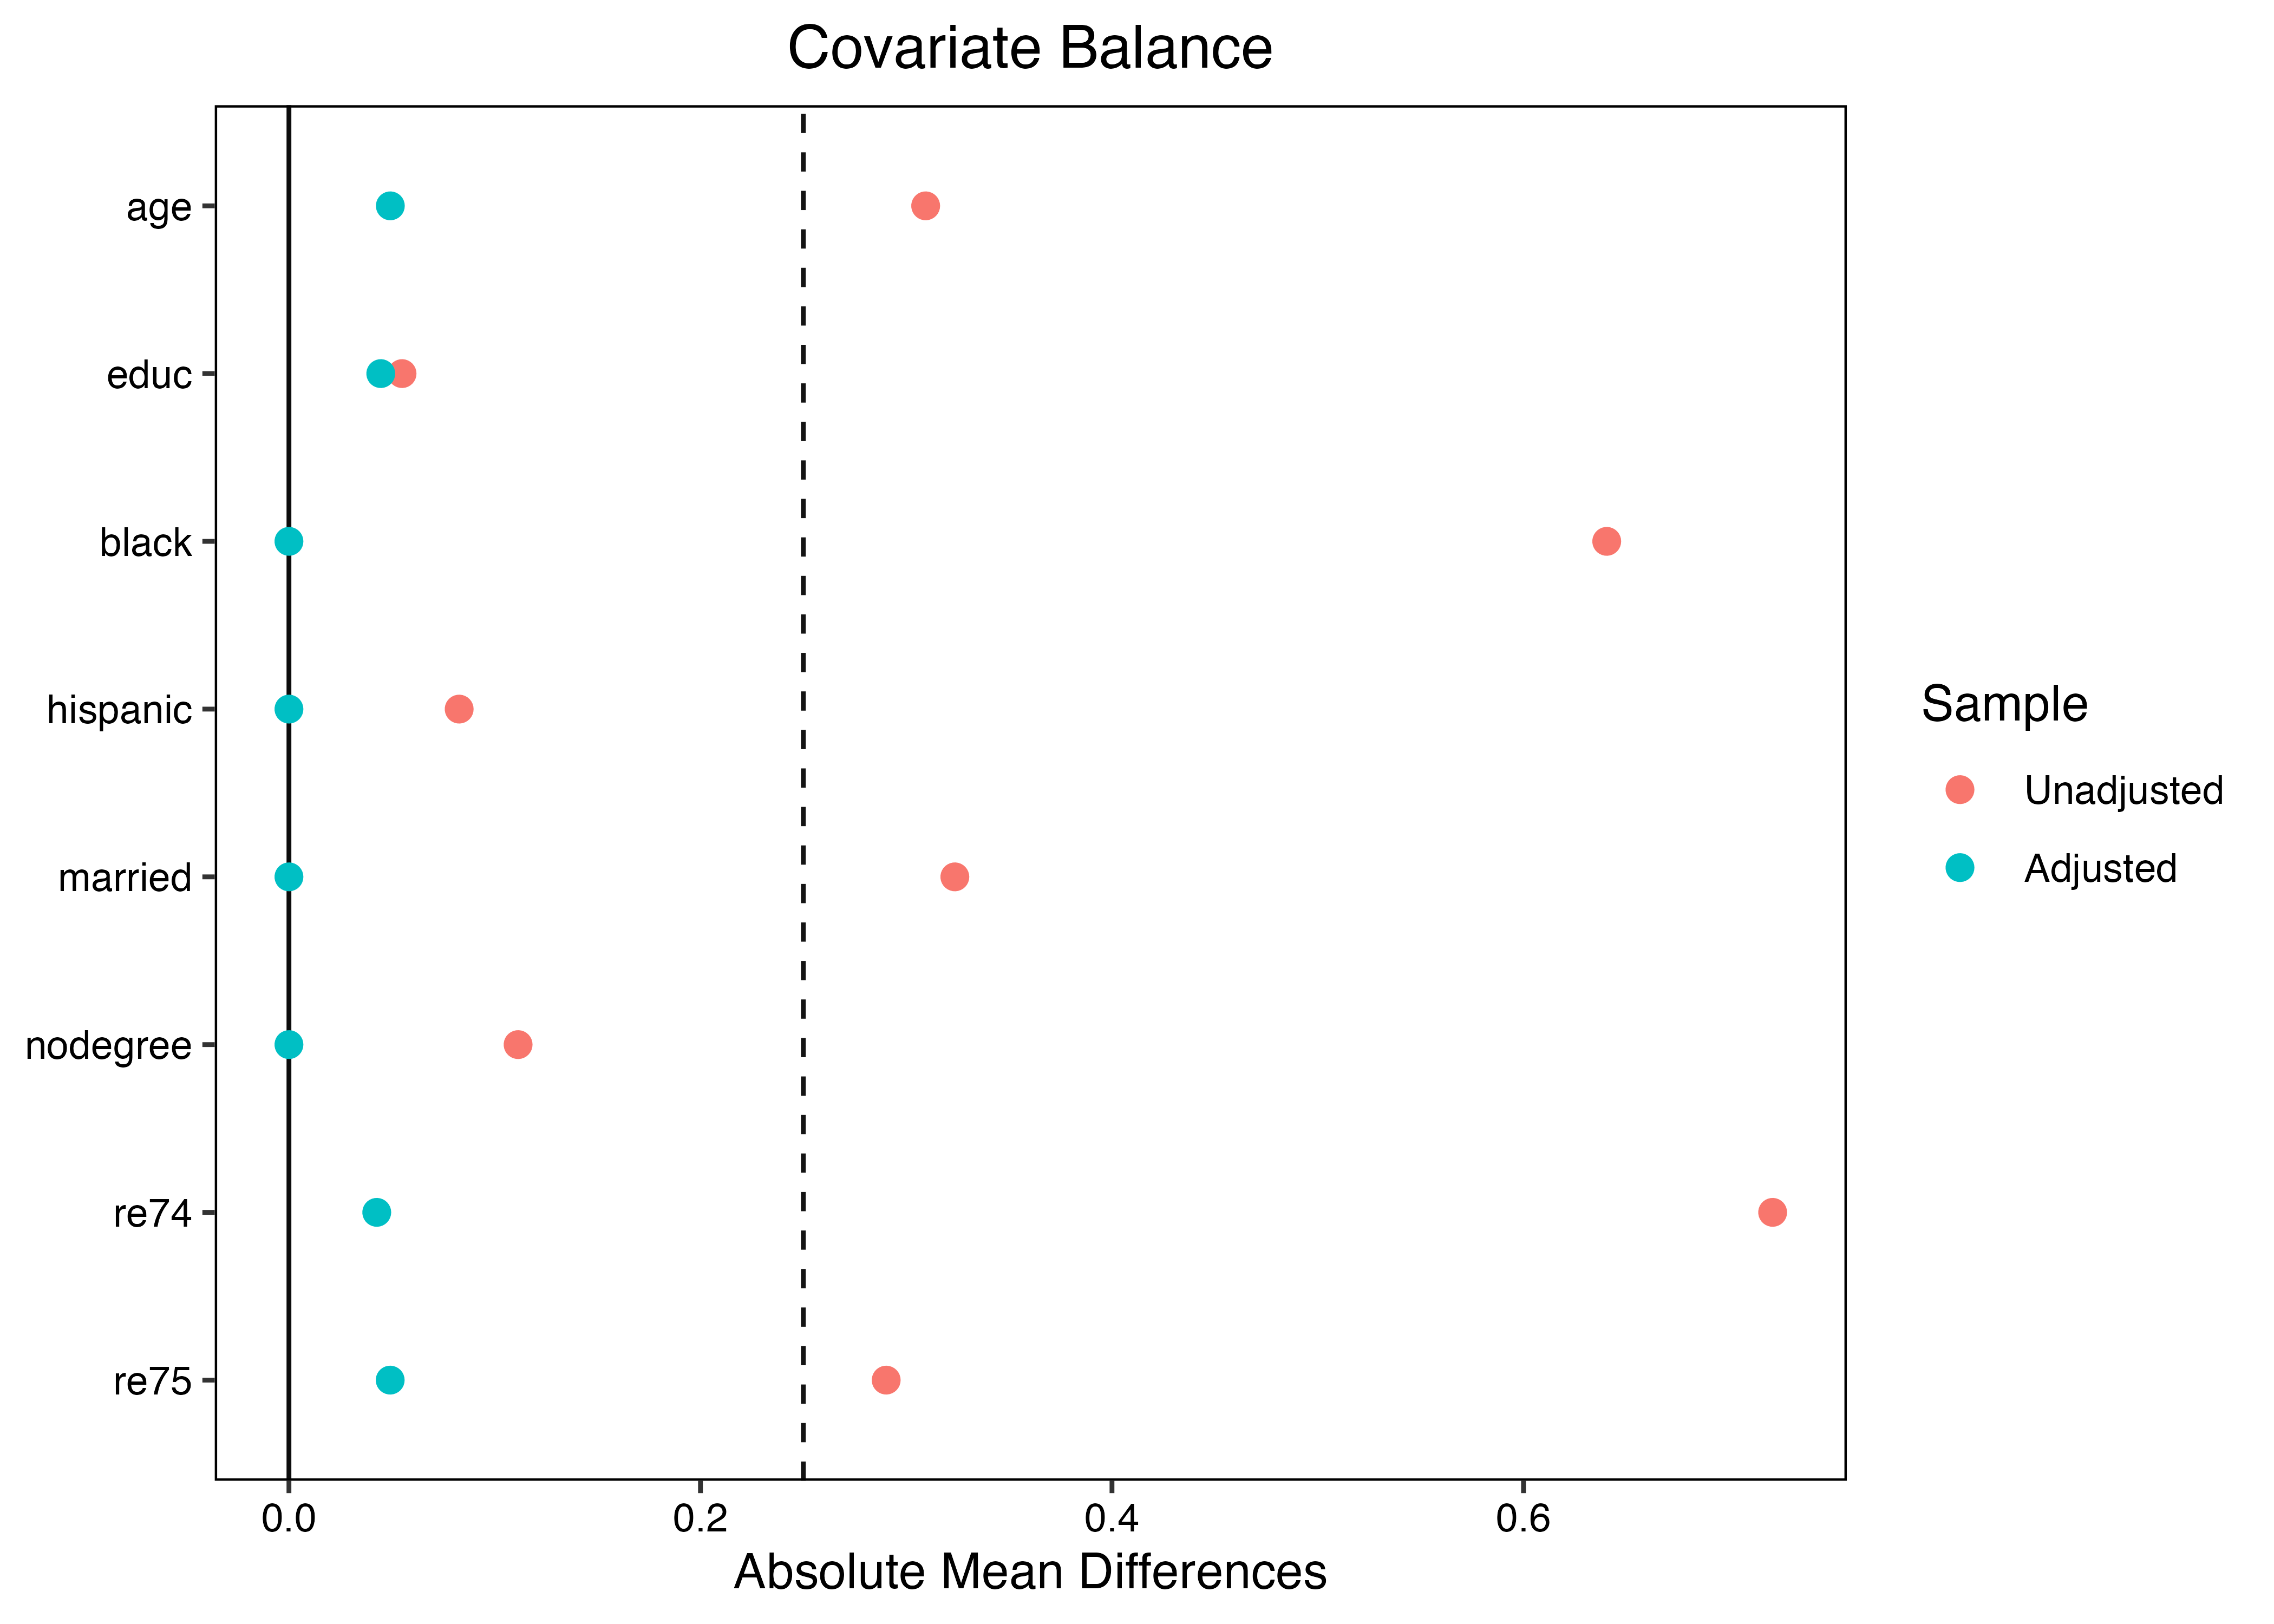 Covariate Balance
age
educ
black
hispanic
married
nodegree
re74
re75
0.0 0.2 0.4 0.6
Absolute Mean Differences
Sample
Unadjusted
Adjusted